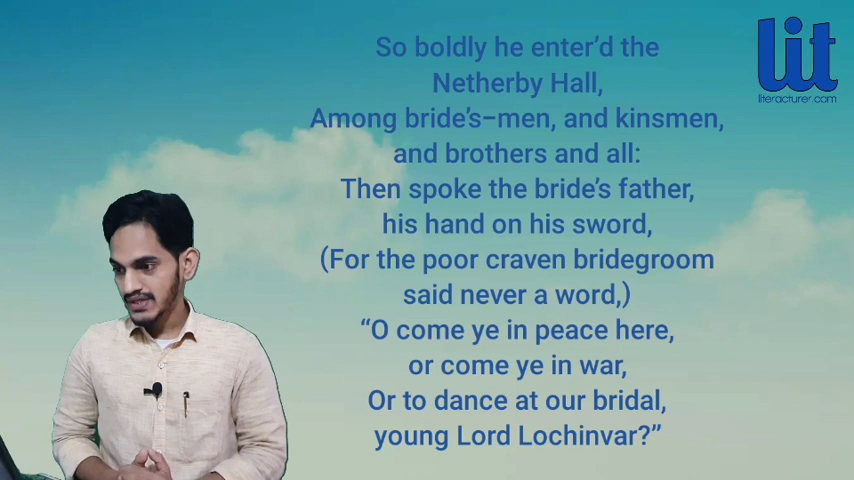 So boldly he enter’d the
Netherby Hall,
Among bride’s-men, and kinsmen,
and brothers and all:
Then spoke the bride’s father,
his hand on his sword,
(For the poor craven bridegroom
said never a word,)
“O come ye in peace here,
or come ye in war,
Or to dance at our bridal,
young Lord Lochinvar?”
lit
literacturer.com